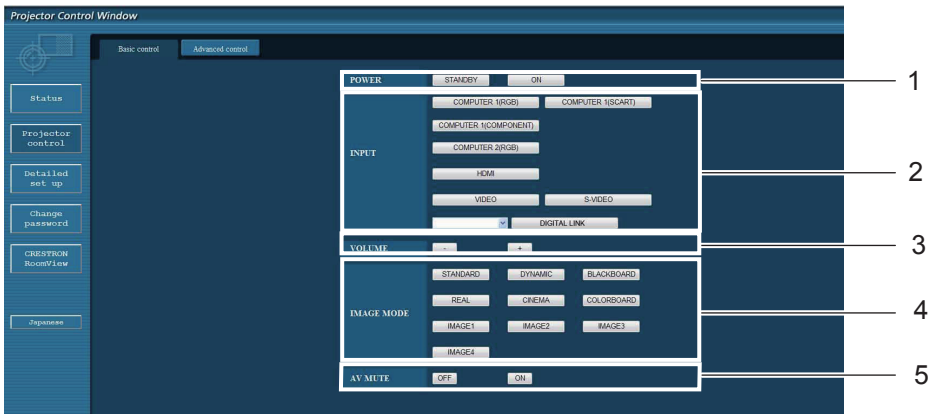 Projector Control Window
Basic control Advanced control
Status
Projector control
Detailed set up
Change password
CRESTRON RoomView
Japanese
POWER STANDBY ON 1
INPUT
COMPUTER 1(RGB) COMPUTER 1(SCART)
COMPUTER 1(COMPONENT)
COMPUTER 2(RGB)
HDMI
VIDEO S-VIDEO
DIGITAL LINK
2
VOLUME - + 3
IMAGE MODE
STANDARD DYNAMIC BLACKBOARD
REAL CINEMA COLORBOARD
IMAGE1 IMAGE2 IMAGE3
IMAGE4
4
AV MUTE OFF ON 5